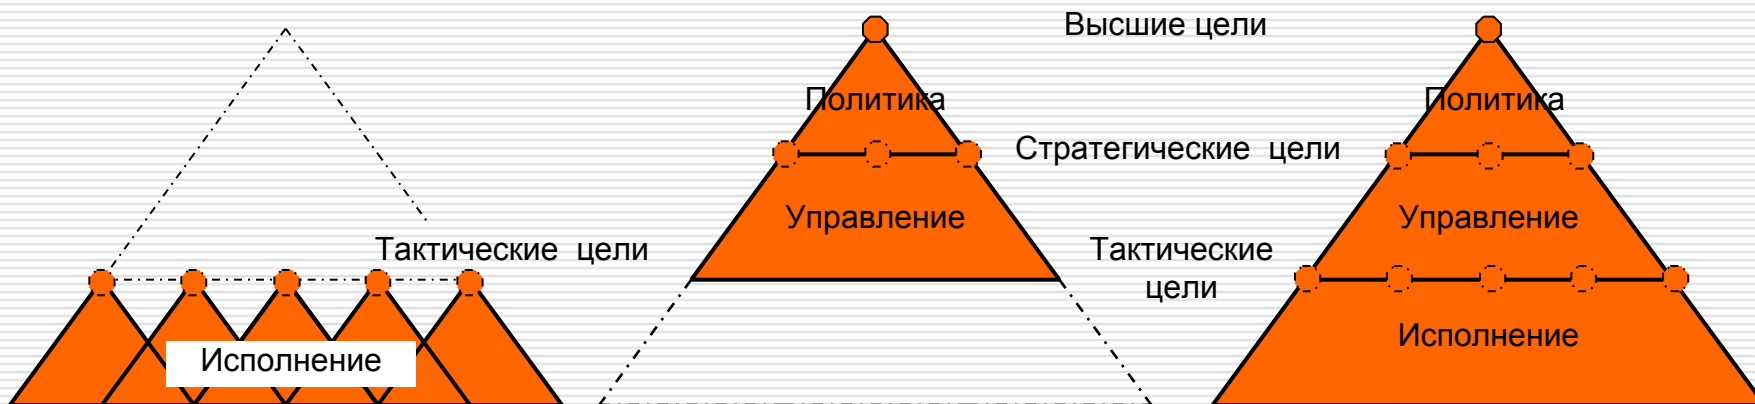 Высшие цели
Политика
Политика
Стратегические цели
Управление
Управление
Тактические цели
Тактические
цели
Исполнение
Исполнение